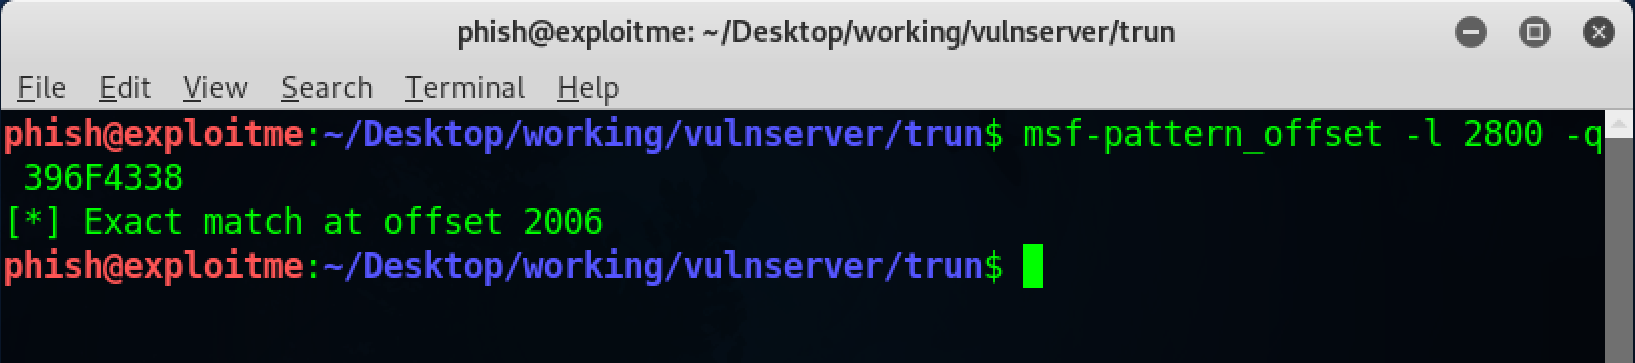 phish@exploitme: ~/Desktop/working/vulnserver/trun
File Edit View Search Terminal Help
phish@exploitme:~/Desktop/working/vulnserver/trun$ msf-pattern_offset -l 2800 -q
396F4338
[*] Exact match at offset 2006
phish@exploitme:~/Desktop/working/vulnserver/trun$